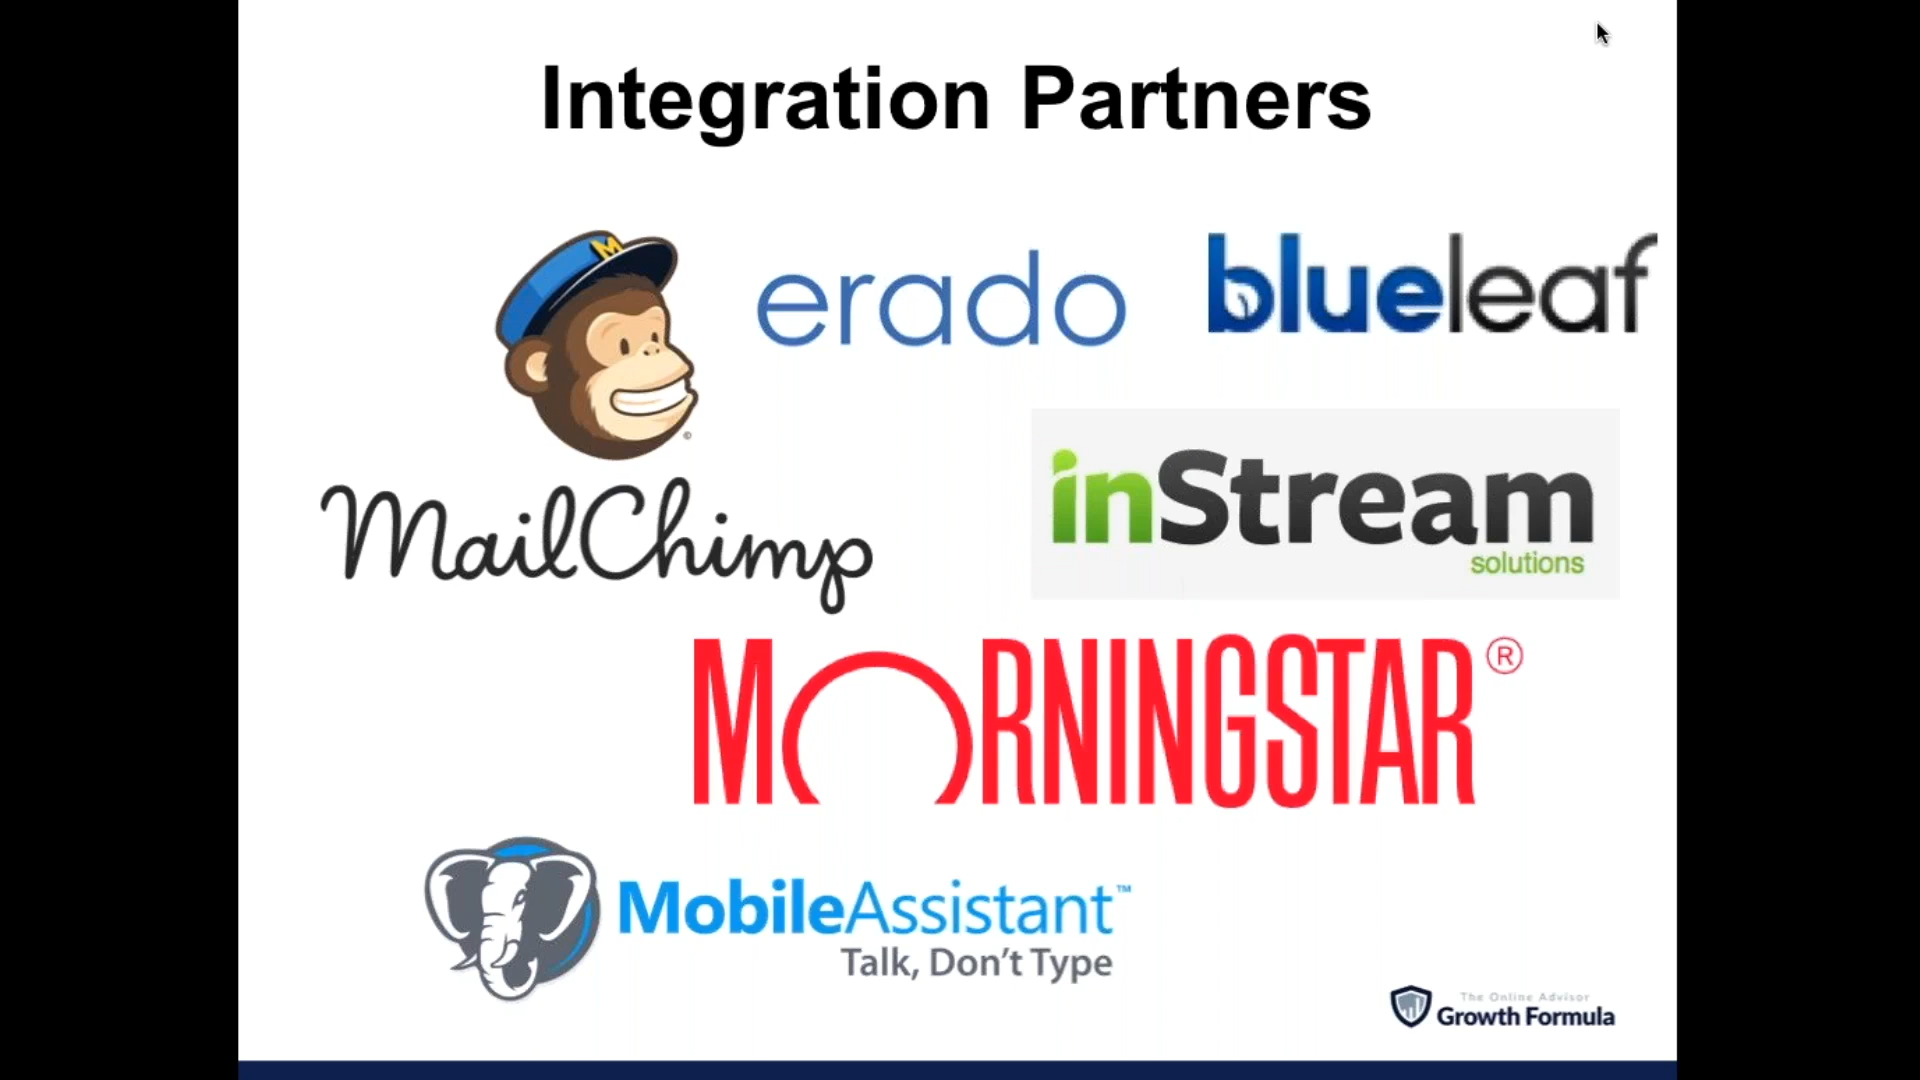 Integration Partners
M
erado
blueleaf
©
MailChimp
inStream
solutions
MORNINGSTAR®
MobileAssistant™
Talk, Don't Type
The Online Advisor
Growth Formula